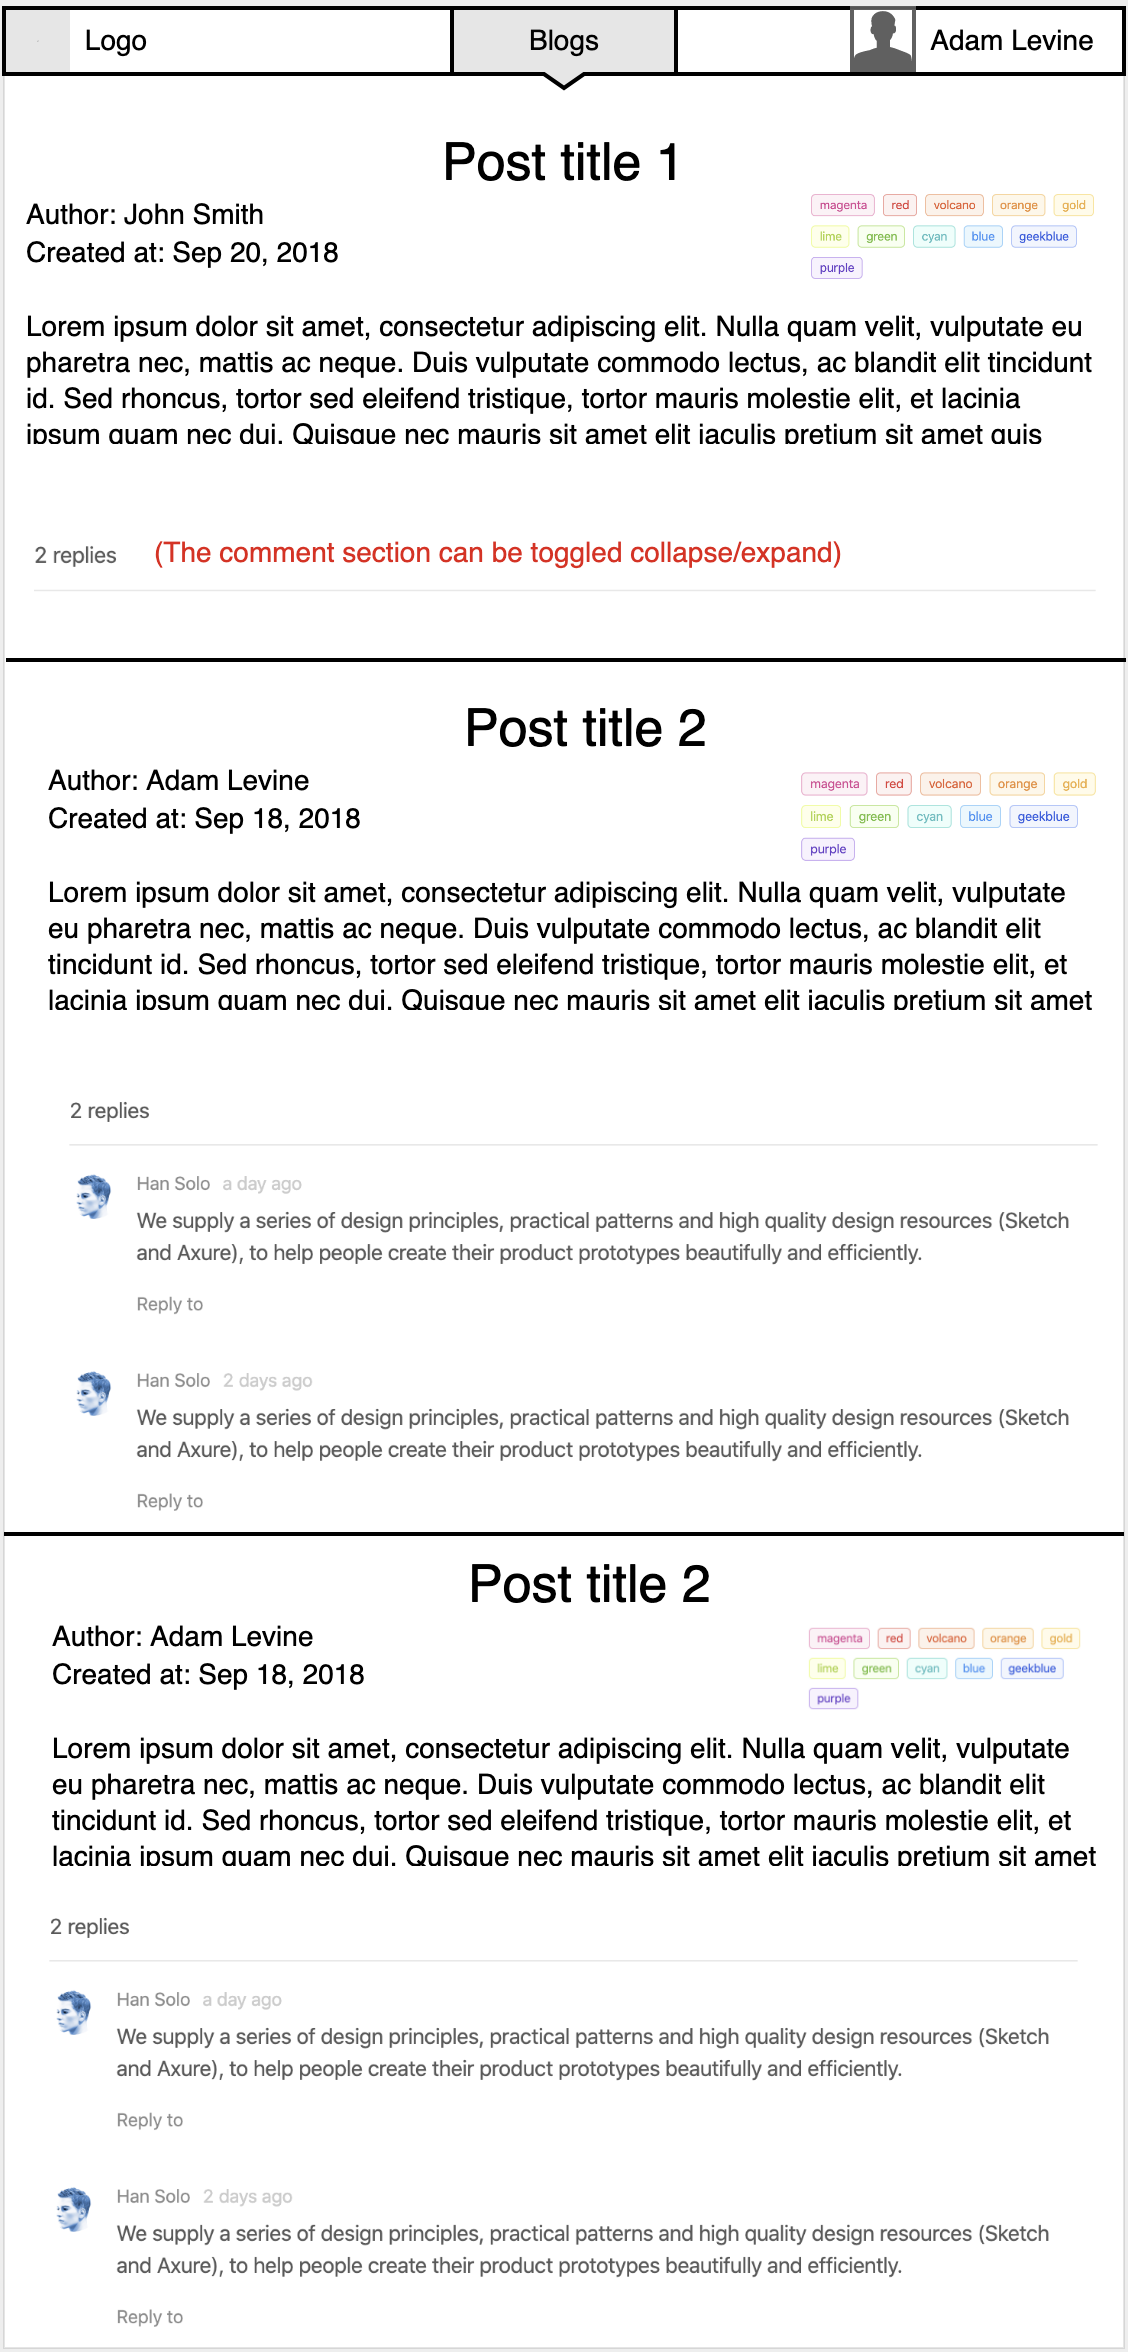 Logo
Blogs
Adam Levine
Post title 1
Author: John Smith
Created at: Sep 20, 2018
magenta red volcano orange gold
lime green cyan blue geekblue
purple
Lorem ipsum dolor sit amet, consectetur adipiscing elit. Nulla quam velit, vulputate eu
pharetra nec, mattis ac neque. Duis vulputate commodo lectus, ac blandit elit tincidunt
id. Sed rhoncus, tortor sed eleifend tristique, tortor mauris molestie elit, et lacinia
ipsum quam nec dui. Quisque nec mauris sit amet elit iaculis pretium sit amet quis
2 replies
(The comment section can be toggled collapse/expand)
Post title 2
Author: Adam Levine
Created at: Sep 18, 2018
magenta red volcano orange gold
lime green cyan blue geekblue
purple
Lorem ipsum dolor sit amet, consectetur adipiscing elit. Nulla quam velit, vulputate
eu pharetra nec, mattis ac neque. Duis vulputate commodo lectus, ac blandit elit
tincidunt id. Sed rhoncus, tortor sed eleifend tristique, tortor mauris molestie elit, et
lacinia ipsum quam nec dui. Quisque nec mauris sit amet elit iaculis pretium sit amet
2 replies
Han Solo a day ago
We supply a series of design principles, practical patterns and high quality design resources (Sketch
and Axure), to help people create their product prototypes beautifully and efficiently.
Reply to
Han Solo 2 days ago
We supply a series of design principles, practical patterns and high quality design resources (Sketch
and Axure), to help people create their product prototypes beautifully and efficiently.
Reply to
Post title 2
Author: Adam Levine
Created at: Sep 18, 2018
magenta red volcano orange gold
lime green cyan blue geekblue
purple
Lorem ipsum dolor sit amet, consectetur adipiscing elit. Nulla quam velit, vulputate
eu pharetra nec, mattis ac neque. Duis vulputate commodo lectus, ac blandit elit
tincidunt id. Sed rhoncus, tortor sed eleifend tristique, tortor mauris molestie elit, et
lacinia ipsum quam nec dui. Quisque nec mauris sit amet elit iaculis pretium sit amet
2 replies
Han Solo a day ago
We supply a series of design principles, practical patterns and high quality design resources (Sketch
and Axure), to help people create their product prototypes beautifully and efficiently.
Reply to
Han Solo 2 days ago
We supply a series of design principles, practical patterns and high quality design resources (Sketch
and Axure), to help people create their product prototypes beautifully and efficiently.
Reply to